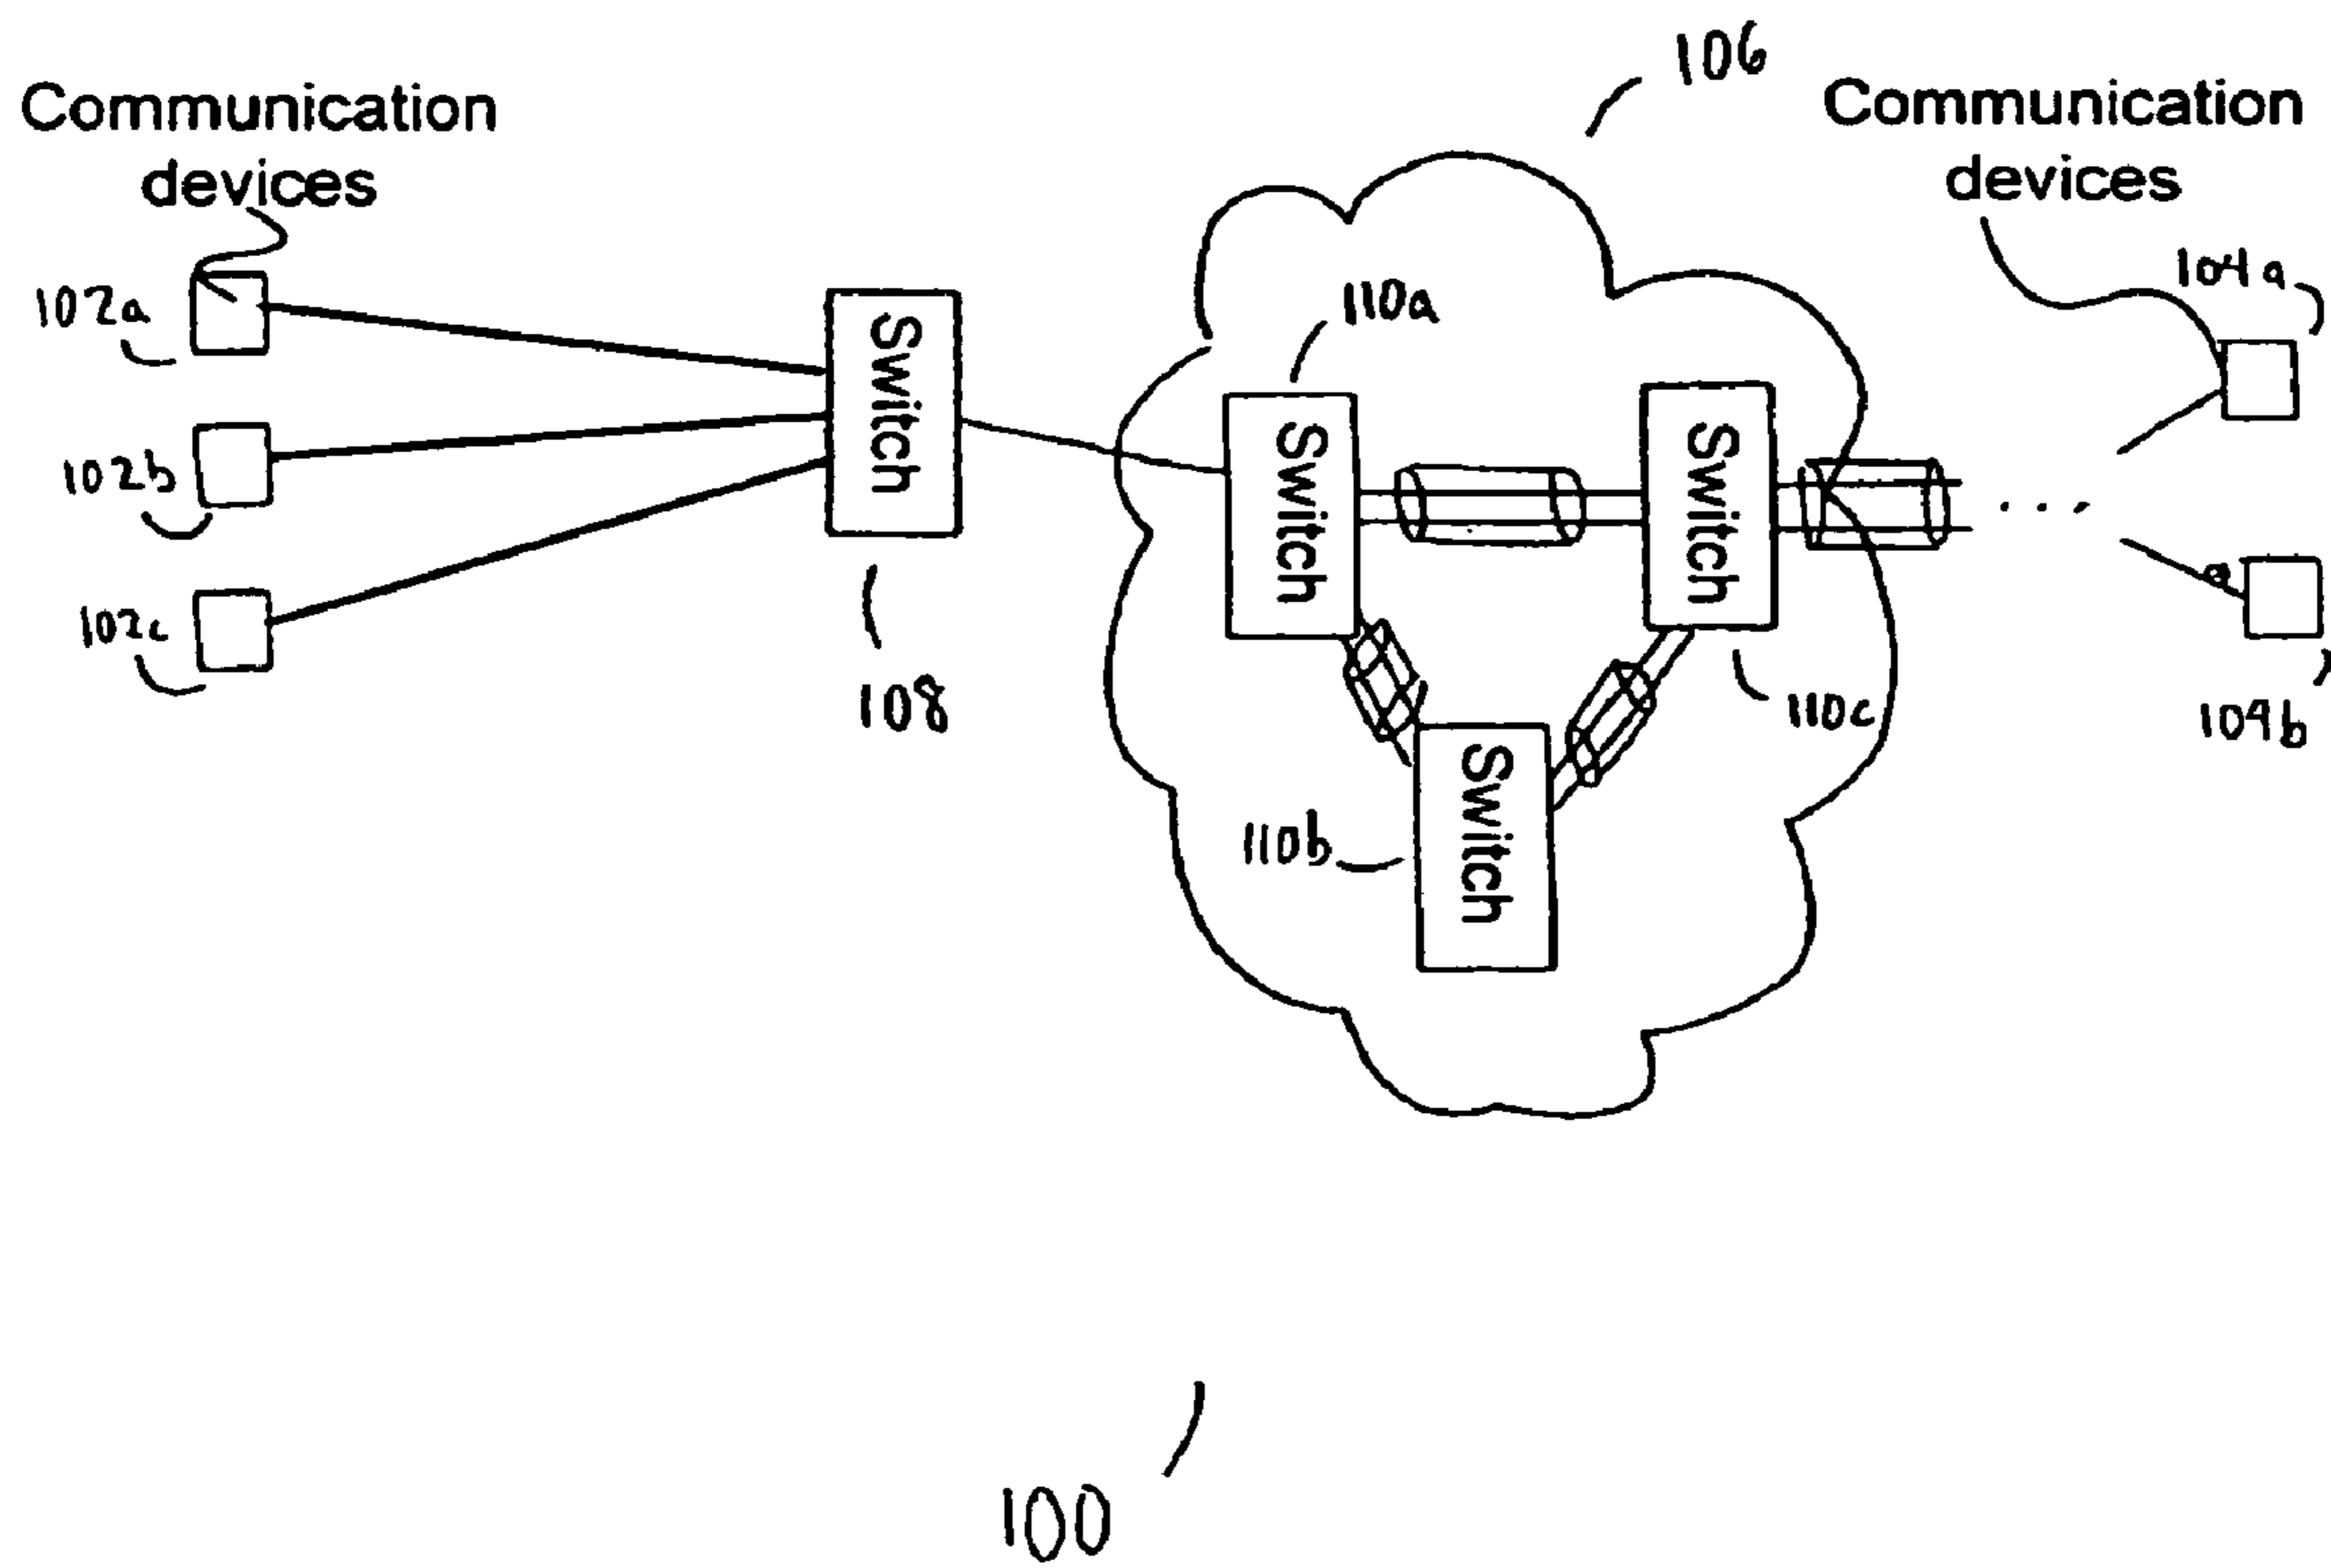 106
Communication
devices
Communication
devices
104a
102a
110a
Switch
Switch
Switch
102b
102c
108
110c
104b
Switch
110b
100